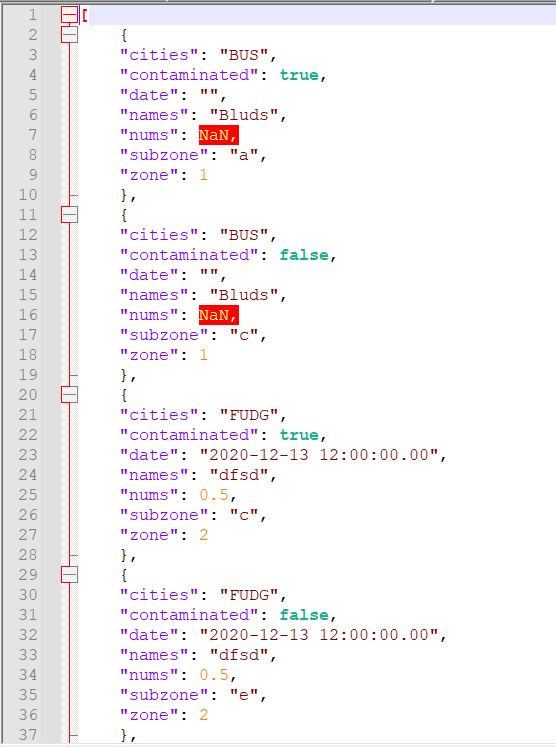 1 [
2 {
3 "cities": "BUS",
4 "contaminated": true,
5 "date": "",
6 "names": "Bluds",
7 "nums": NaN,
8 "subzone": "a",
9 "zone": 1
10 },
11 {
12 "cities": "BUS",
13 "contaminated": false,
14 "date": "",
15 "names": "Bluds",
16 "nums": NaN,
17 "subzone": "c",
18 "zone": 1
19 },
20 {
21 "cities": "FUDG",
22 "contaminated": true,
23 "date": "2020-12-13 12:00:00.00",
24 "names": "dfsd",
25 "nums": 0.5,
26 "subzone": "c",
27 "zone": 2
28 },
29 {
30 "cities": "FUDG",
31 "contaminated": false,
32 "date": "2020-12-13 12:00:00.00",
33 "names": "dfsd",
34 "nums": 0.5,
35 "subzone": "e",
36 "zone": 2
37 },